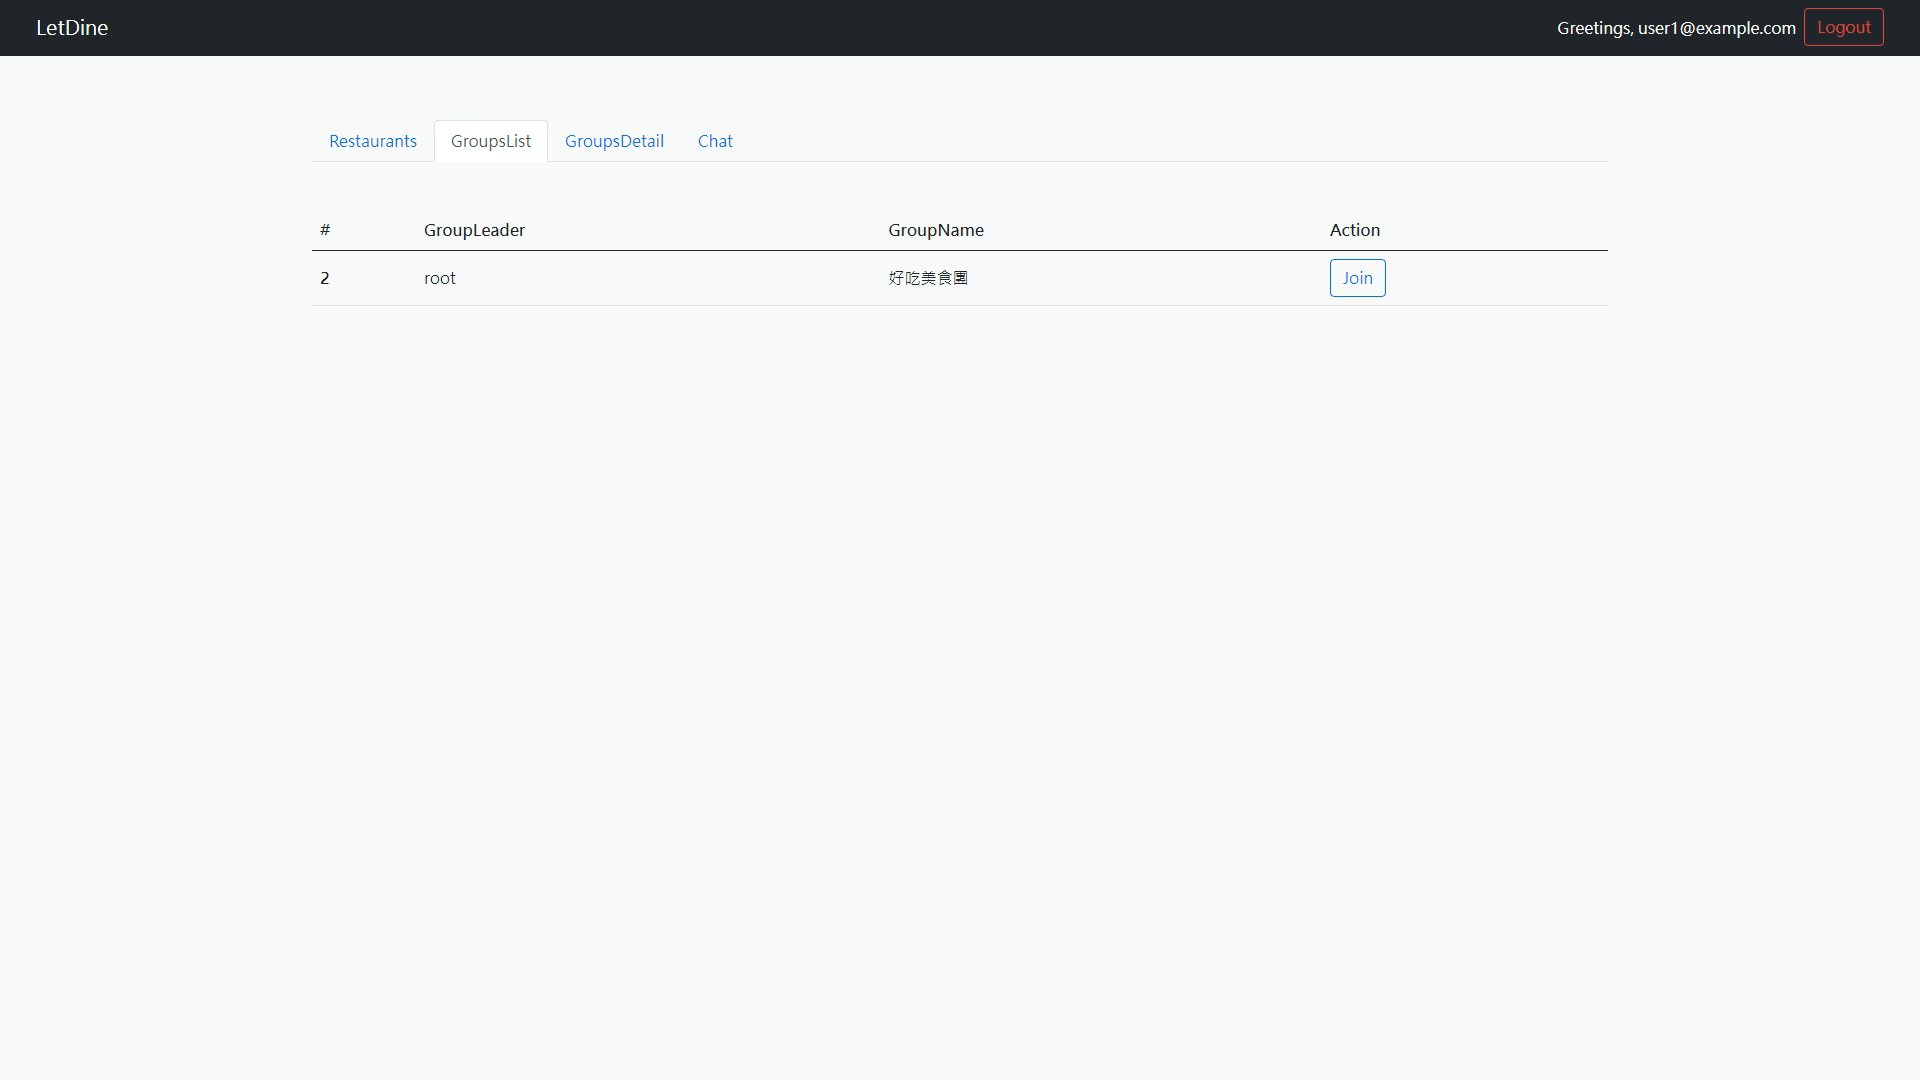 LetDine
Greetings, user1@example.com Logout
Restaurants GroupsList GroupsDetail Chat
# GroupLeader GroupName Action
2 root 好吃美食團 Join